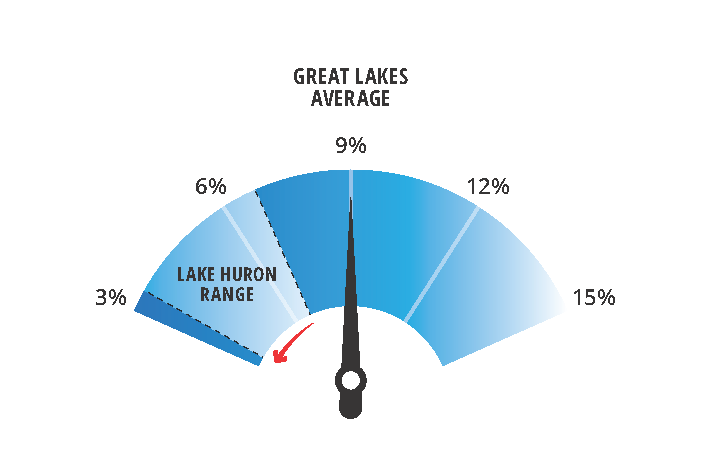 GREAT LAKES
AVERAGE
9%
6%
12%
LAKE HURON
RANGE
3%
15%